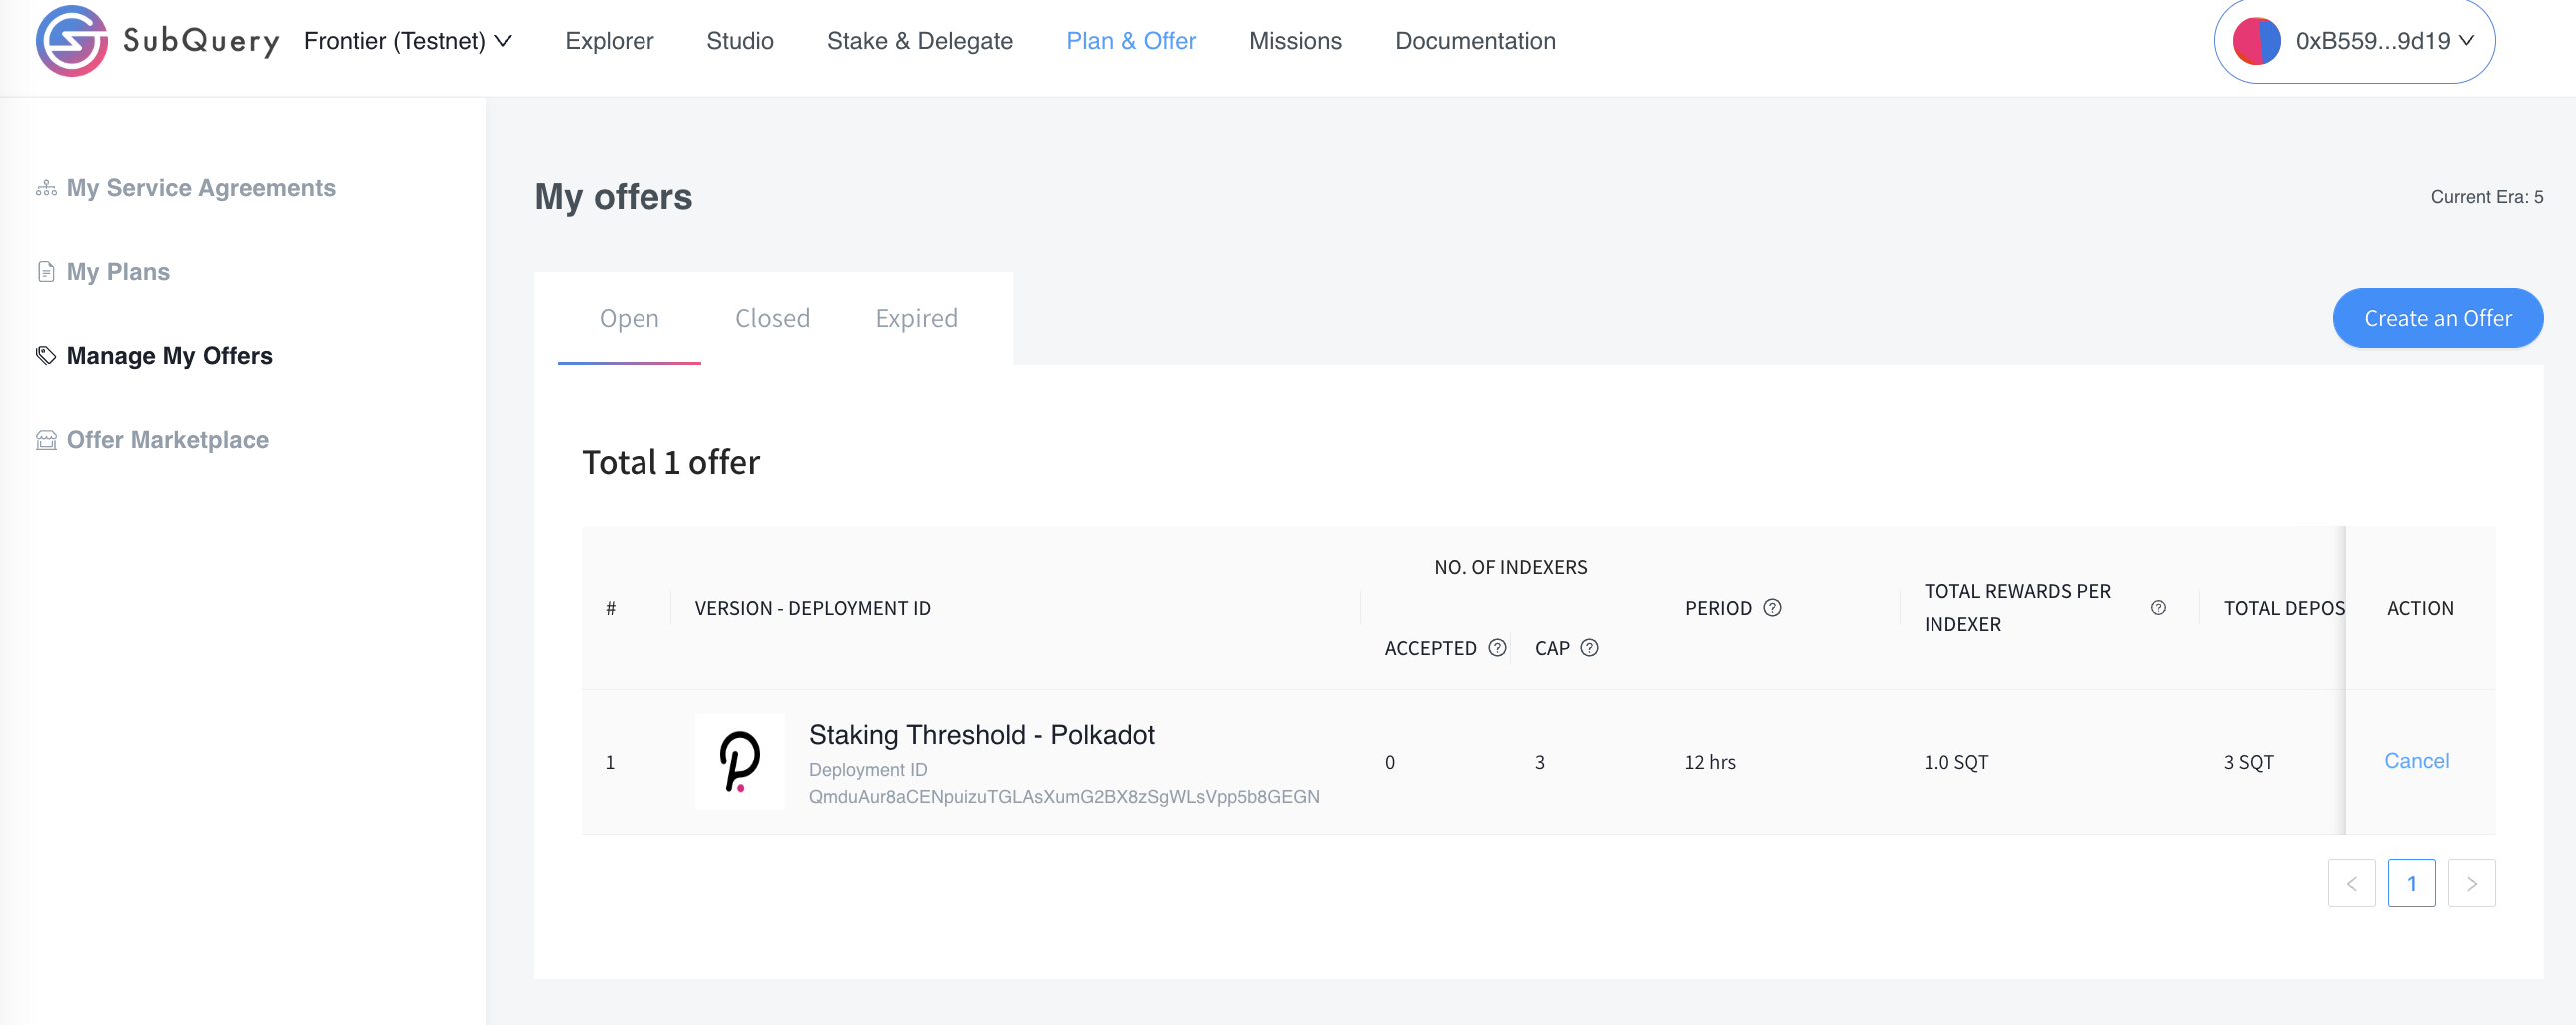 SubQuery
Frontier (Testnet)
Explorer
Studio
Stake & Delegate
Plan & Offer
Missions
Documentation
0xB559...9d19
My Service Agreements
My Plans
Manage My Offers
Offer Marketplace
My offers
Current Era: 5
Open
Closed
Expired
Create an Offer
Total 1 offer
#
VERSION - DEPLOYMENT ID
NO. OF INDEXERS
ACCEPTED
CAP
PERIOD
TOTAL REWARDS PER
INDEXER
TOTAL DEPOS
ACTION
1
Staking Threshold - Polkadot
Deployment ID
QmduAur8aCENpuizuTGLAsXumG2BX8zSgWLsVpp5b8GEGN
0
3
12 hrs
1.0 SQT
3 SQT
Cancel
1